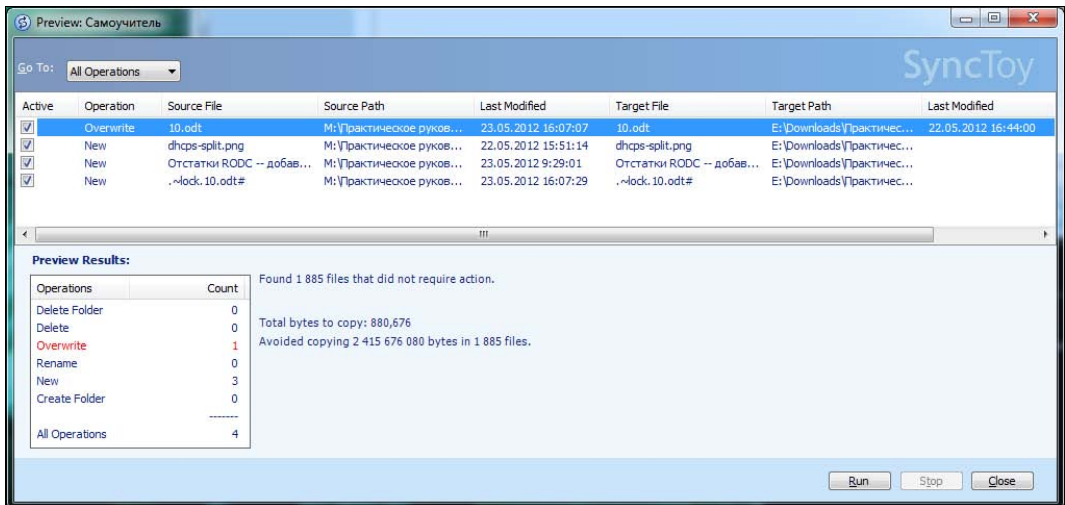 Preview: Самоучитель
Go To: All Operations SyncToy
Active Operation Source File Source Path Last Modified Target File Target Path Last Modified
Overwrite 10.odt M:\Практическое руков... 23.05.2012 16:07:07 10.odt E:\Downloads\Практичес... 22.05.2012 16:44:00
New dhcps-split.png M:\Практическое руков... 22.05.2012 15:51:14 dhcps-split.png E:\Downloads\Практичес...
New Отстатки RODC -- добав... M:\Практическое руков... 23.05.2012 9:29:01 Отстатки RODC -- добав... E:\Downloads\Практичес...
New .~lock.10.odt# M:\Практическое руков... 23.05.2012 16:07:29 .~lock.10.odt# E:\Downloads\Практичес...
Preview Results:
Operations Count
Delete Folder 0
Delete 0
Overwrite 1
Rename 0
New 3
Create Folder 0
-------
All Operations 4
Found 1 885 files that did not require action.
Total bytes to copy: 880,676
Avoided copying 2 415 676 080 bytes in 1 885 files.
Run Stop Close